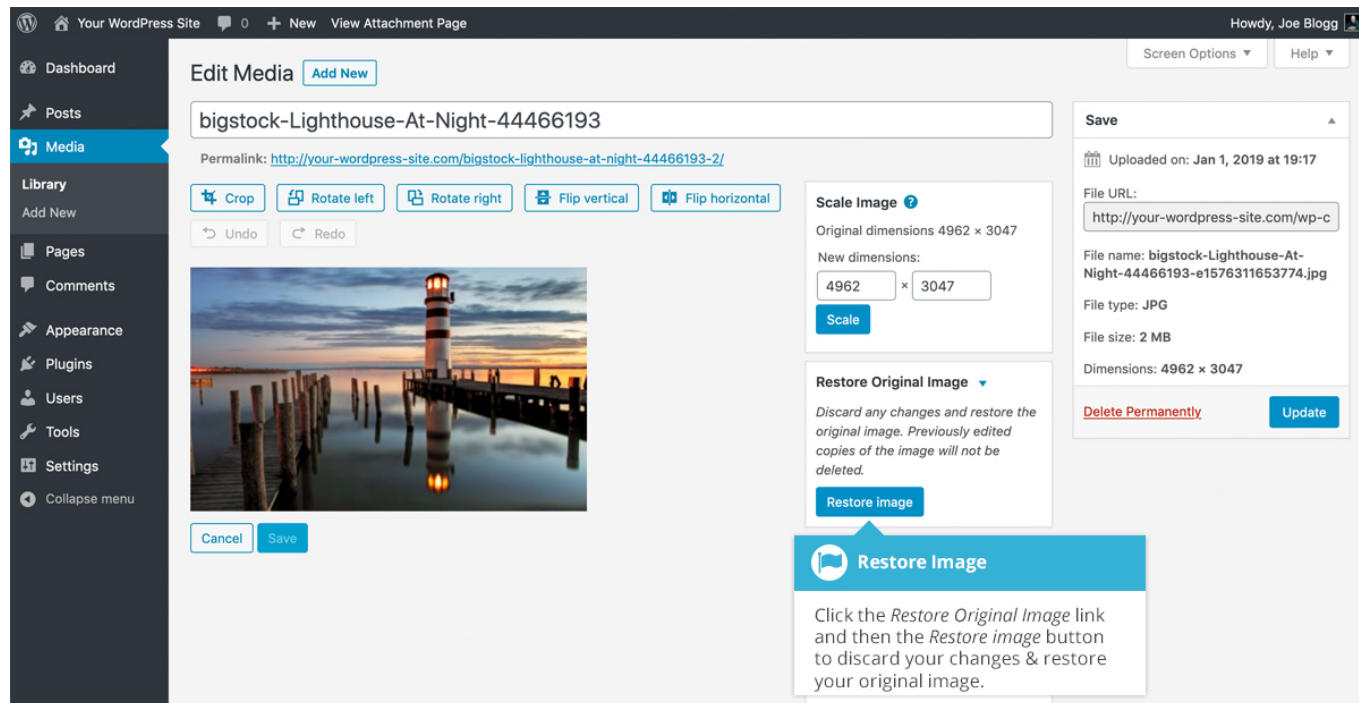 Your WordPress Site 0 New View Attachment Page Howdy, Joe Blogg
Screen Options Help
Dashboard
Posts
Media
Library
Add New
Pages
Comments
Appearance
Plugins
Users
Tools
Settings
Collapse menu
Edit Media Add New
bigstock-Lighthouse-At-Night-44466193
Permalink: http://your-wordpress-site.com/bigstock-lighthouse-at-night-44466193-2/
Crop Rotate left Rotate right Flip vertical Flip horizontal
Undo Redo
Cancel Save
Scale Image ?
Original dimensions 4962 × 3047
New dimensions:
4962 × 3047
Scale
Restore Original Image
Discard any changes and restore the
original image. Previously edited
copies of the image will not be
deleted.
Restore image
Restore Image
Click the Restore Original Image link
and then the Restore image button
to discard your changes & restore
your original image.
Save
Uploaded on: Jan 1, 2019 at 19:17
File URL:
http://your-wordpress-site.com/wp-c
File name: bigstock-Lighthouse-At-
Night-44466193-e1576311653774.jpg
File type: JPG
File size: 2 MB
Dimensions: 4962 × 3047
Delete Permanently Update